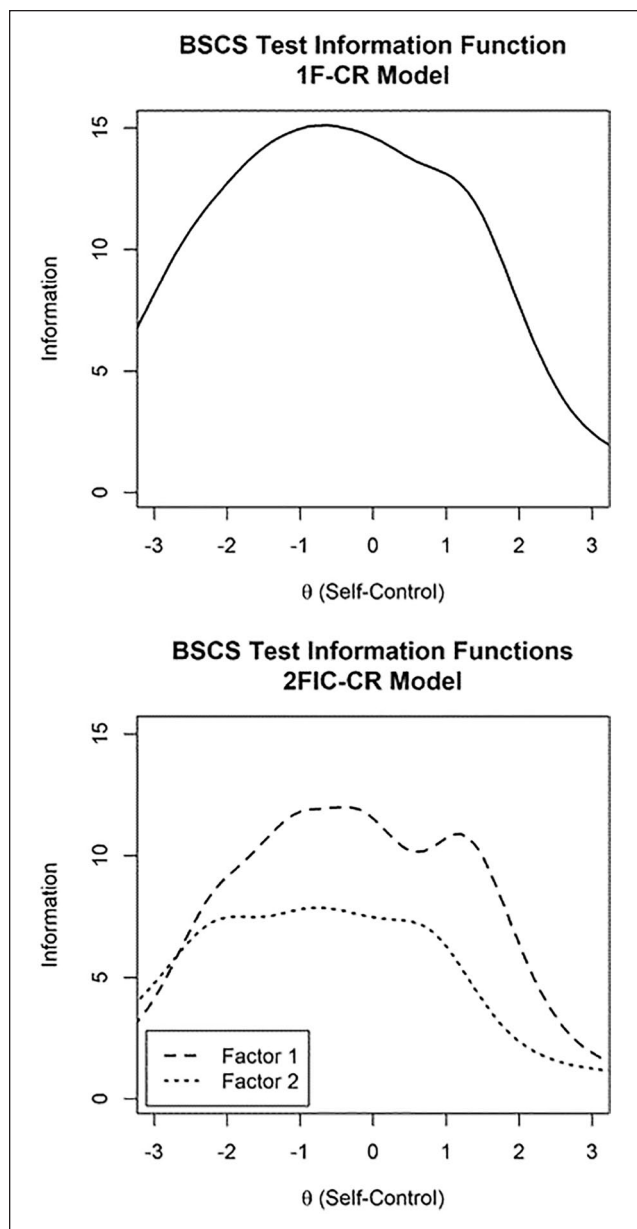 BSCS Test Information Function
1F-CR Model
15
10
5
0
Information
-3 -2 -1 0 1 2 3
θ (Self-Control)
BSCS Test Information Functions
2FIC-CR Model
15
10
5
0
Information
Factor 1
Factor 2
-3 -2 -1 0 1 2 3
θ (Self-Control)